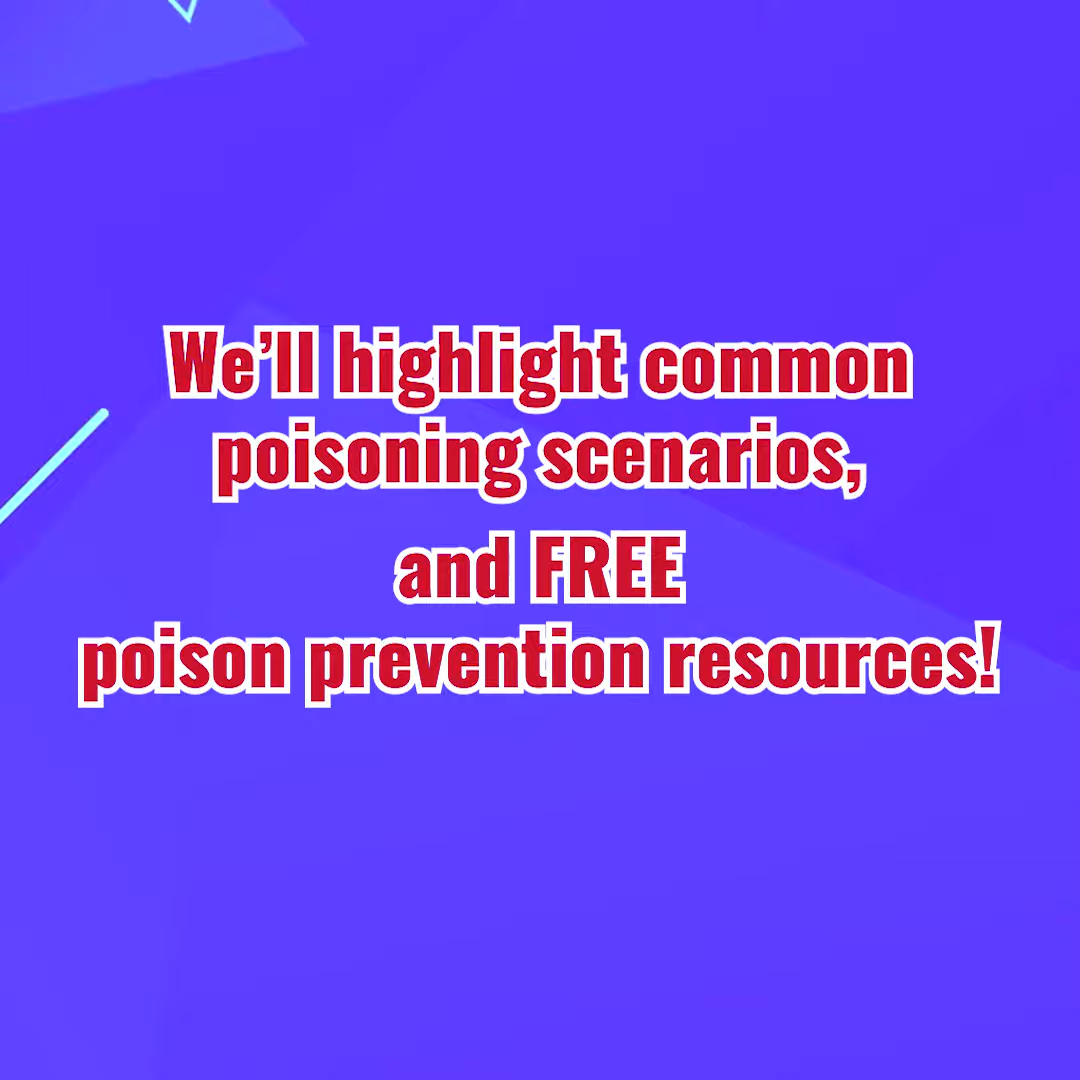 We’ll highlight common
poisoning scenarios,
and FREE
poison prevention resources!